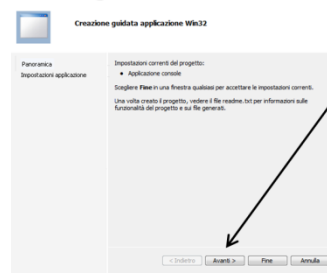 Creazione guidata applicazione Win32
Panoramica
Impostazioni applicazione
Impostazioni correnti del progetto:
• Applicazione console
Scegliere Fine in una finestra qualsiasi per accettare le impostazioni correnti.
Una volta creato il progetto, vedere il file readme.txt per informazioni sulle
funzionalità del progetto e sui file generati.
< Indietro
Avanti >
Fine
Annulla